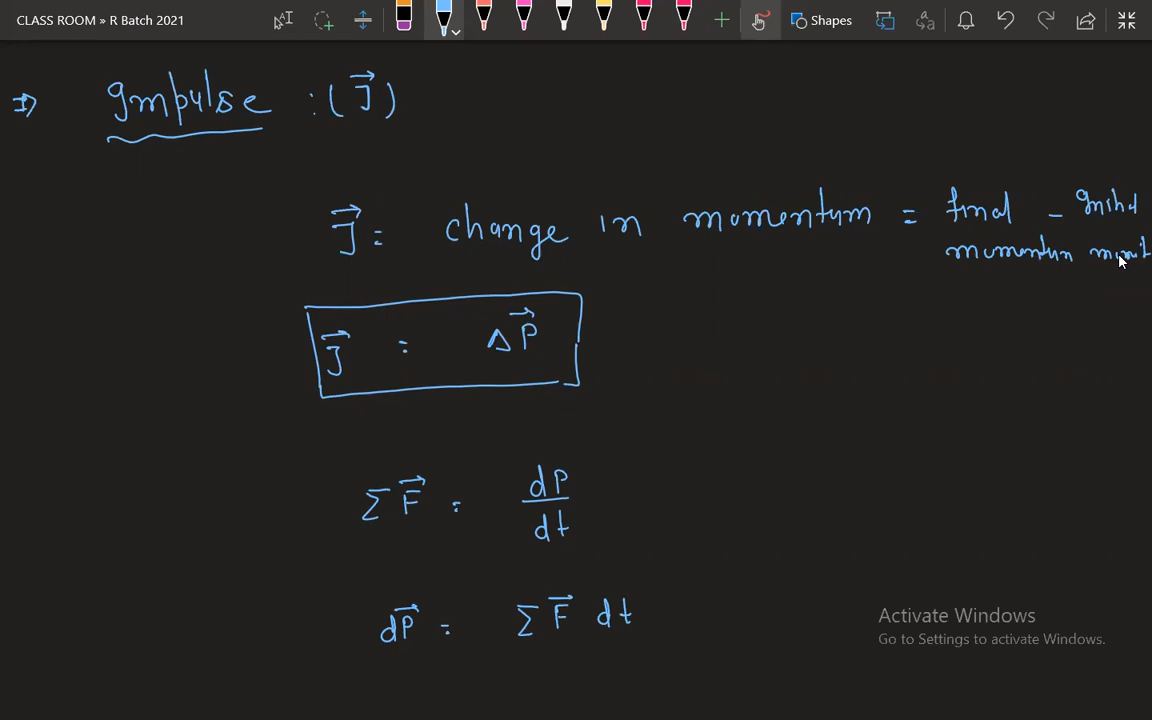 CLASS ROOM » R Batch 2021
Shapes
⇒ Impulse : (J⃗)
J⃗ = change in momentum = final momentum - Initial
J⃗ = ΔP⃗
ΣF⃗ = dP/dt
dP⃗ = ΣF⃗ dt
Activate Windows
Go to Settings to activate Windows.